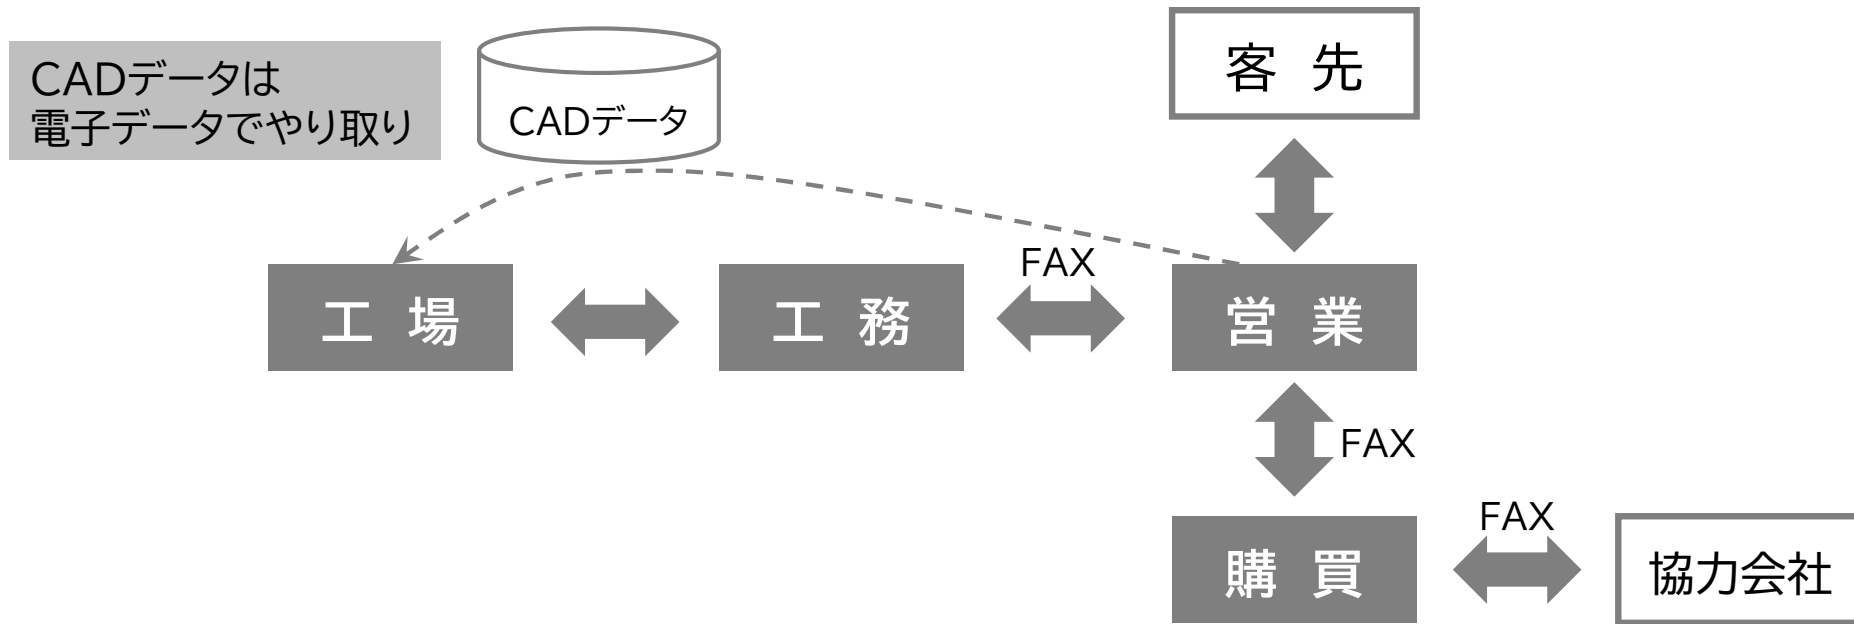 CADデータは
電子データでやり取り
CADデータ
客 先
FAX
工 場
工 務
営 業
FAX
FAX
購 買
協力会社